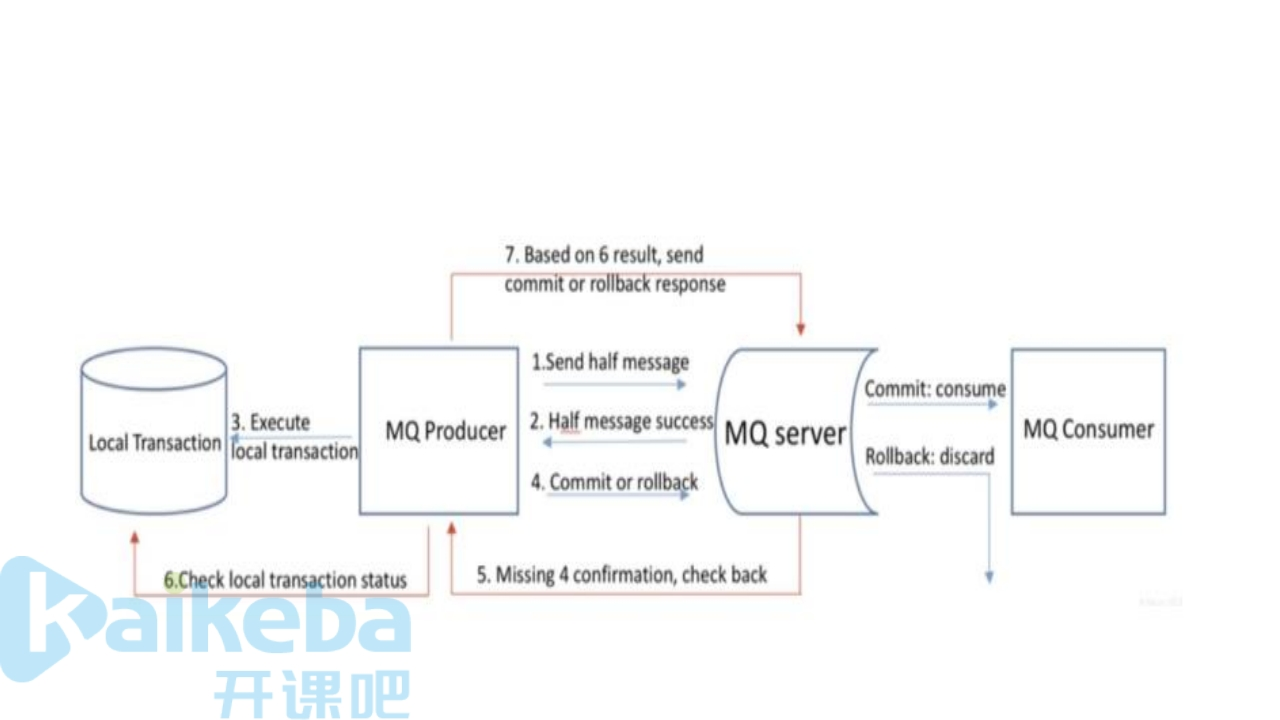 7. Based on 6 result, send
commit or rollback response
1.Send half message
Commit: consume
3. Execute
local transaction
2. Half message success
Local Transaction
MQ Producer
MQ server
MQ Consumer
Rollback: discard
4. Commit or rollback
6.Check local transaction status
5. Missing 4 confirmation, check back
kaikeba
开课吧